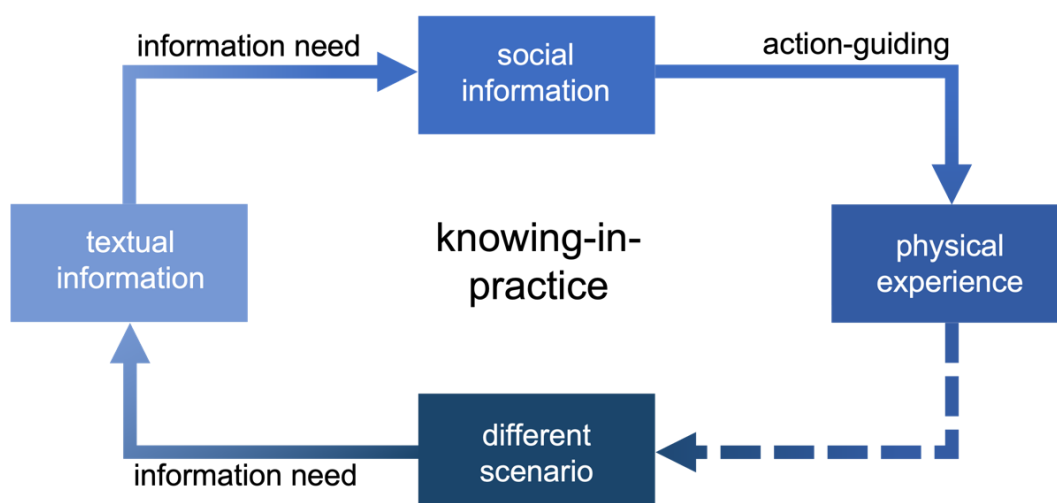 information need
social
information
action-guiding
textual
information
knowing-in-
practice
physical
experience
different
scenario
information need